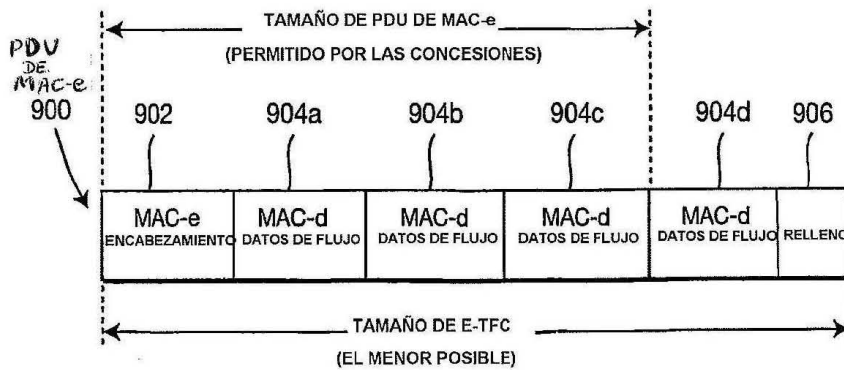 TAMAÑO DE PDU DE MAC-e
(PERMITIDO POR LAS CONCESIONES)
PDU
DE
MAC-e
900
902 904a 904b 904c 904d 906
MAC-e MAC-d MAC-d MAC-d MAC-d
ENCABEZAMIENTO DATOS DE FLUJO DATOS DE FLUJO DATOS DE FLUJO DATOS DE FLUJO RELLENO
TAMAÑO DE E-TFC
(EL MENOR POSIBLE)